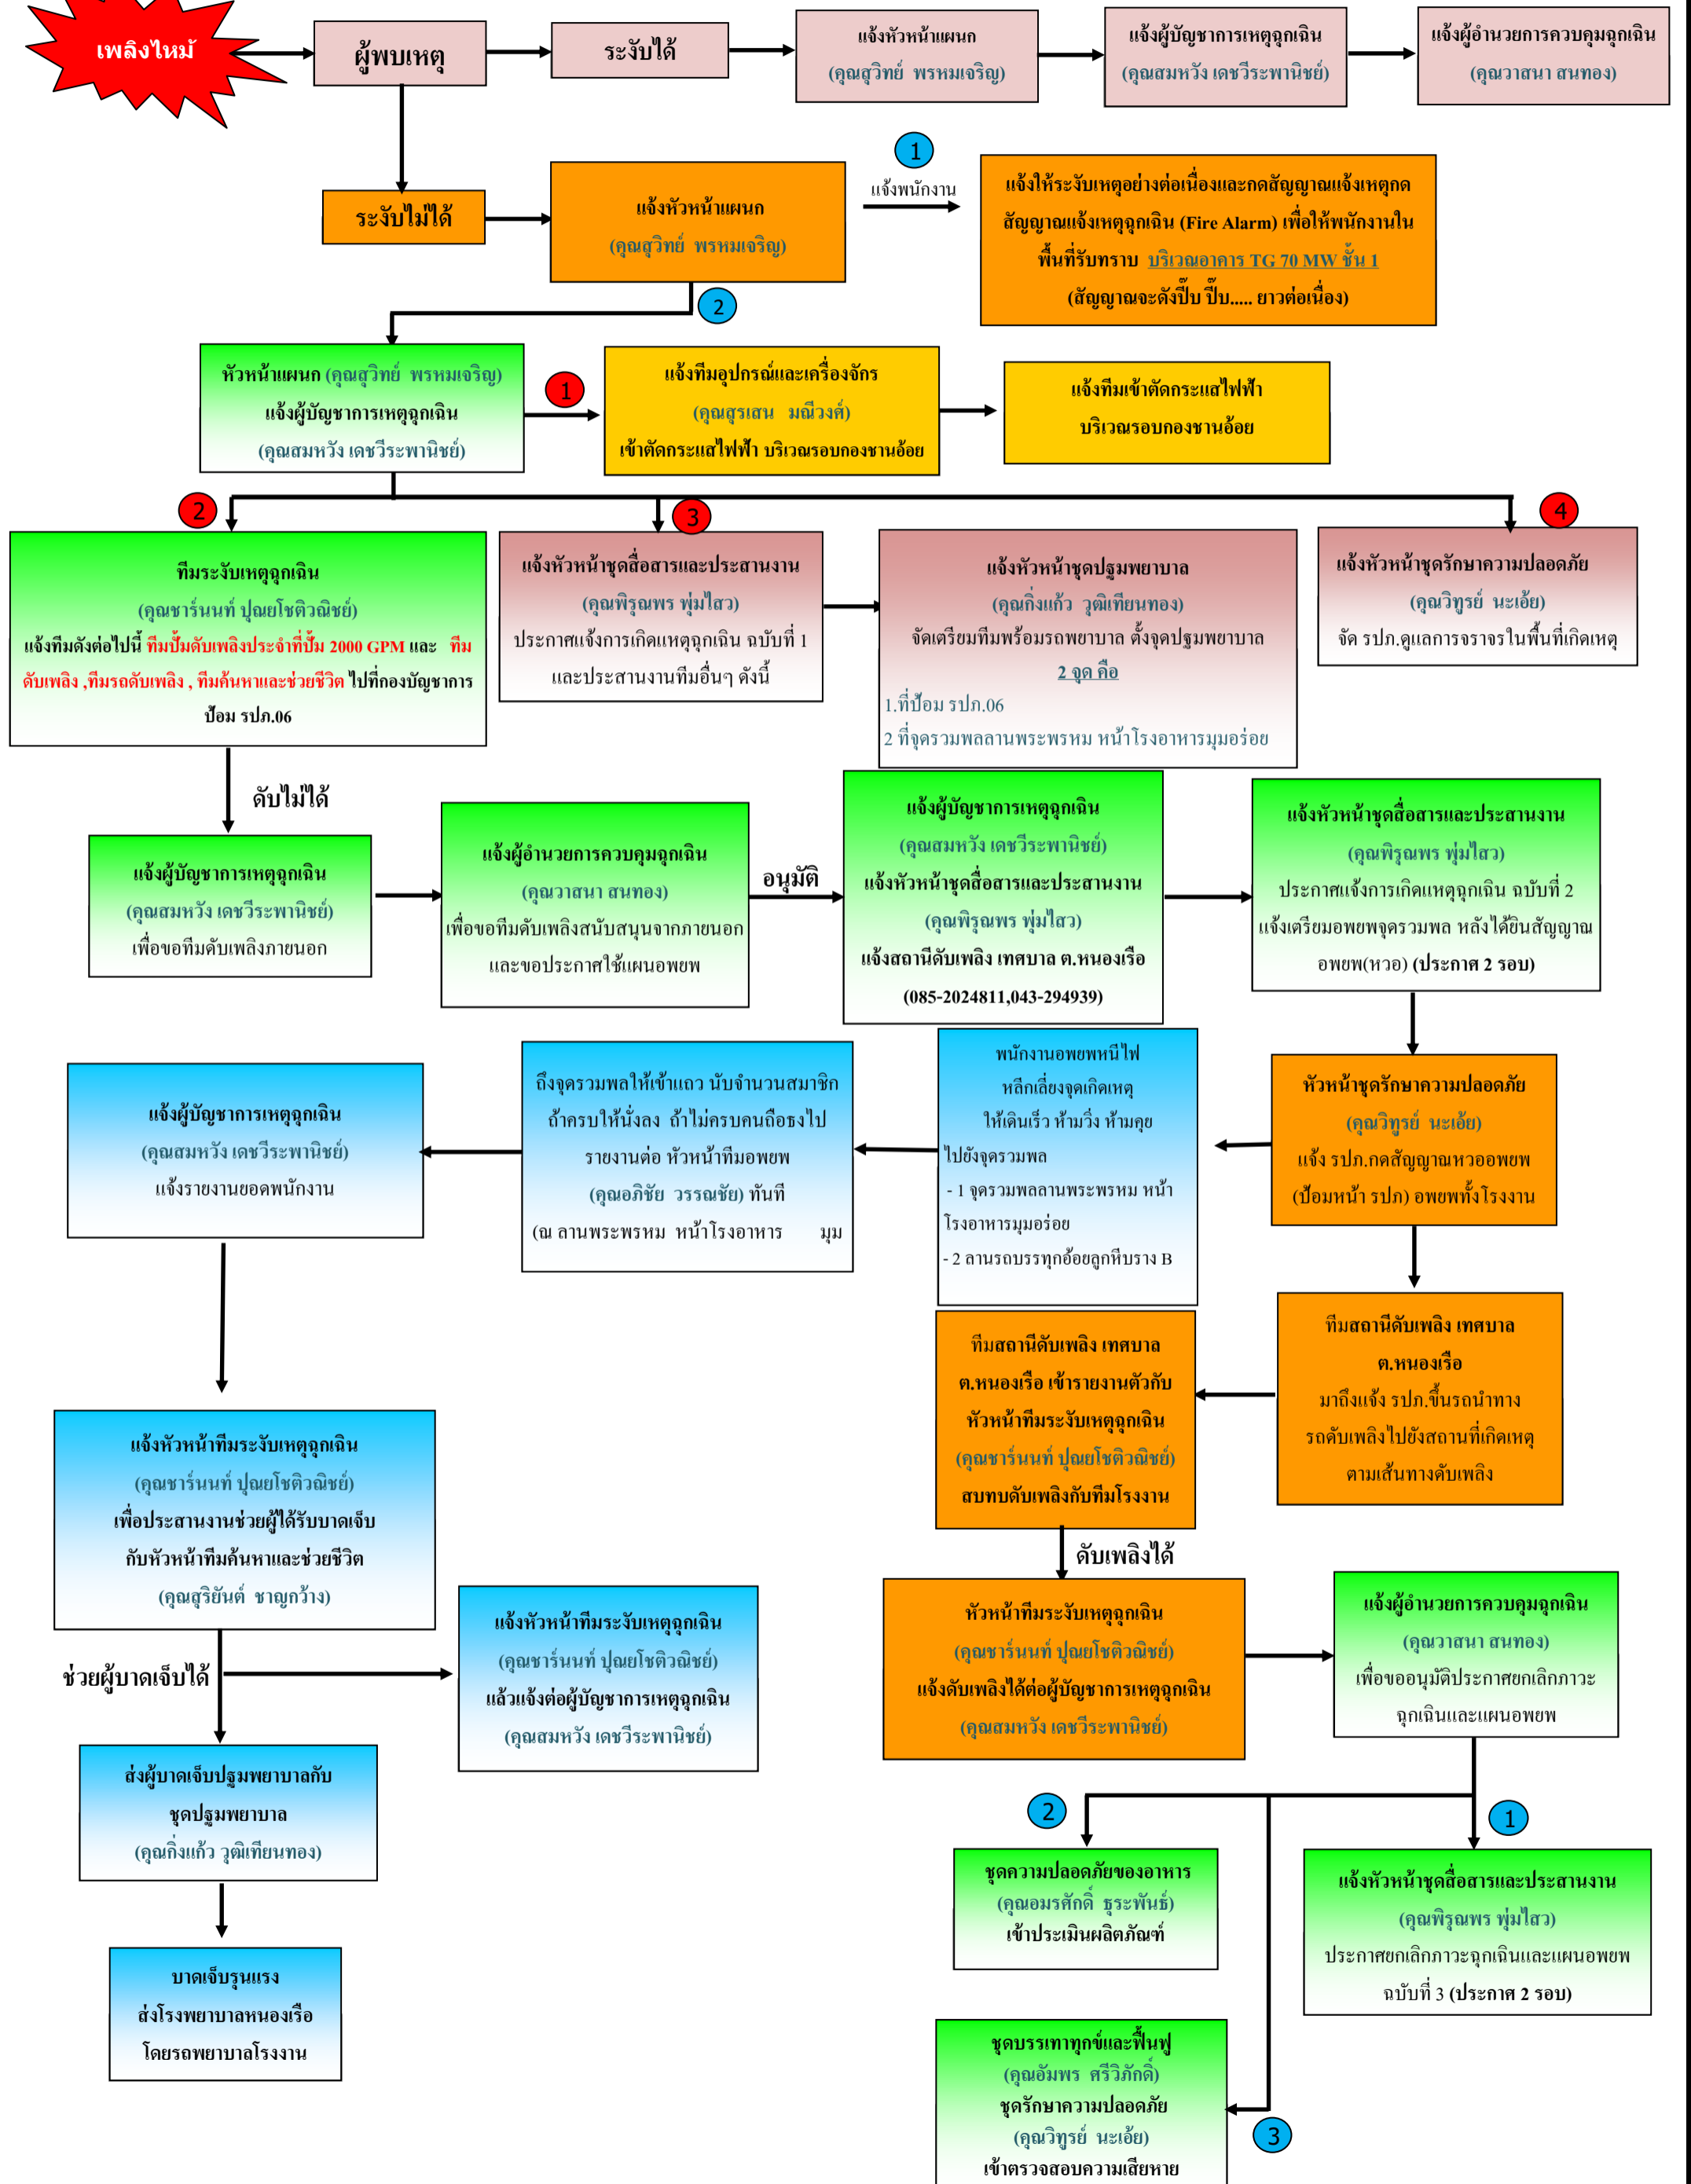 เพลิงไหม้
ผู้พบเหตุ
ระงับได้
แจ้งหัวหน้าแผนก
(คุณสุวิทย์ พรหมเจริญ)
แจ้งผู้บัญชาการเหตุฉุกเฉิน
(คุณสมหวัง เดชวีระพานิชย์)
แจ้งผู้อำนวยการควบคุมฉุกเฉิน
(คุณวาสนา สนทอง)
ระงับไม่ได้
แจ้งหัวหน้าแผนก
(คุณสุวิทย์ พรหมเจริญ)
1
แจ้งพนักงาน
แจ้งให้ระงับเหตุอย่างต่อเนื่องและกดสัญญาณแจ้งเหตุกด
สัญญาณแจ้งเหตุฉุกเฉิน (Fire Alarm) เพื่อให้พนักงานใน
พื้นที่รับทราบ บริเวณอาคาร TG 70 MW ชั้น 1
(สัญญาณจะดังปี๊บ ปี๊บ..... ยาวต่อเนื่อง)
2
หัวหน้าแผนก (คุณสุวิทย์ พรหมเจริญ)
แจ้งผู้บัญชาการเหตุฉุกเฉิน
(คุณสมหวัง เดชวีระพานิชย์)
1
แจ้งทีมอุปกรณ์และเครื่องจักร
(คุณสุรเสน มณีวงศ์)
เข้าตัดกระแสไฟฟ้า บริเวณรอบกองชานอ้อย
แจ้งทีมเข้าตัดกระแสไฟฟ้า
บริเวณรอบกองชานอ้อย
2
3
4
ทีมระงับเหตุฉุกเฉิน
(คุณชาร์นนท์ ปุณยโชติวณิชย์)
แจ้งทีมดังต่อไปนี้ ทีมปั้มดับเพลิงประจำที่ปั้ม 2000 GPM และ ทีม
ดับเพลิง ,ทีมรถดับเพลิง , ทีมค้นหาและช่วยชีวิต ไปที่กองบัญชาการ
ป้อม รปภ.06
แจ้งหัวหน้าชุดสื่อสารและประสานงาน
(คุณพิรุณพร พุ่มไสว)
ประกาศแจ้งการเกิดแหตุฉุกเฉิน ฉบับที่ 1
และประสานงานทีมอื่นๆ ดังนี้
แจ้งหัวหน้าชุดปฐมพยาบาล
(คุณกิ่งแก้ว วุฒิเทียนทอง)
จัดเตรียมทีมพร้อมรถพยาบาล ตั้งจุดปฐมพยาบาล
2 จุด คือ
1.ที่ป้อม รปภ.06
2 ที่จุดรวมพลลานพระพรหม หน้าโรงอาหารมุมอร่อย
แจ้งหัวหน้าชุดรักษาความปลอดภัย
(คุณวิฑูรย์ นะเอ้ย)
จัด รปภ.ดูแลการจราจรในพื้นที่เกิดเหตุ
ดับไม่ได้
แจ้งผู้บัญชาการเหตุฉุกเฉิน
(คุณสมหวัง เดชวีระพานิชย์)
เพื่อขอทีมดับเพลิงภายนอก
แจ้งผู้อำนวยการควบคุมฉุกเฉิน
(คุณวาสนา สนทอง)
เพื่อขอทีมดับเพลิงสนับสนุนจากภายนอก
และขอประกาศใช้แผนอพยพ
อนุมัติ
แจ้งผู้บัญชาการเหตุฉุกเฉิน
(คุณสมหวัง เดชวีระพานิชย์)
แจ้งหัวหน้าชุดสื่อสารและประสานงาน
(คุณพิรุณพร พุ่มไสว)
แจ้งสถานีดับเพลิง เทศบาล ต.หนองเรือ
(085-2024811,043-294939)
แจ้งหัวหน้าชุดสื่อสารและประสานงาน
(คุณพิรุณพร พุ่มไสว)
ประกาศแจ้งการเกิดแหตุฉุกเฉิน ฉบับที่ 2
แจ้งเตรียมอพยพจุดรวมพล หลังได้ยินสัญญาณ
อพยพ(หวอ) (ประกาศ 2 รอบ)
แจ้งผู้บัญชาการเหตุฉุกเฉิน
(คุณสมหวัง เดชวีระพานิชย์)
แจ้งรายงานยอดพนักงาน
ถึงจุดรวมพลให้เข้าแถว นับจำนวนสมาชิก
ถ้าครบให้นั่งลง ถ้าไม่ครบคนถือธงไป
รายงานต่อ หัวหน้าทีมอพยพ
(คุณอภิชัย วรรณชัย) ทันที
(ณ ลานพระพรหม หน้าโรงอาหาร มุม
พนักงานอพยพหนีไฟ
หลีกเลี่ยงจุดเกิดเหตุ
ให้เดินเร็ว ห้ามวิ่ง ห้ามคุย
ไปยังจุดรวมพล
- 1 จุดรวมพลลานพระพรหม หน้า
โรงอาหารมุมอร่อย
- 2 ลานรถบรรทุกอ้อยลูกหีบราง B
หัวหน้าชุดรักษาความปลอดภัย
(คุณวิฑูรย์ นะเอ้ย)
แจ้ง รปภ.กดสัญญาณหวออพยพ
(ป้อมหน้า รปภ) อพยพทั้งโรงงาน
ทีมสถานีดับเพลิง เทศบาล
ต.หนองเรือ
มาถึงแจ้ง รปภ.ขึ้นรถนำทาง
รถดับเพลิงไปยังสถานที่เกิดเหตุ
ตามเส้นทางดับเพลิง
ทีมสถานีดับเพลิง เทศบาล
ต.หนองเรือ เข้ารายงานตัวกับ
หัวหน้าทีมระงับเหตุฉุกเฉิน
(คุณชาร์นนท์ ปุณยโชติวณิชย์)
สบทบดับเพลิงกับทีมโรงงาน
แจ้งหัวหน้าทีมระงับเหตุฉุกเฉิน
(คุณชาร์นนท์ ปุณยโชติวณิชย์)
เพื่อประสานงานช่วยผู้ได้รับบาดเจ็บ
กับหัวหน้าทีมค้นหาและช่วยชีวิต
(คุณสุริยันต์ ชาญกว้าง)
ดับเพลิงได้
หัวหน้าทีมระงับเหตุฉุกเฉิน
(คุณชาร์นนท์ ปุณยโชติวณิชย์)
แจ้งดับเพลิงได้ต่อผู้บัญชาการเหตุฉุกเฉิน
(คุณสมหวัง เดชวีระพานิชย์)
แจ้งผู้อำนวยการควบคุมฉุกเฉิน
(คุณวาสนา สนทอง)
เพื่อขออนุมัติประกาศยกเลิกภาวะ
ฉุกเฉินและแผนอพยพ
ช่วยผู้บาดเจ็บได้
แจ้งหัวหน้าทีมระงับเหตุฉุกเฉิน
(คุณชาร์นนท์ ปุณยโชติวณิชย์)
แล้วแจ้งต่อผู้บัญชาการเหตุฉุกเฉิน
(คุณสมหวัง เดชวีระพานิชย์)
ส่งผู้บาดเจ็บปฐมพยาบาลกับ
ชุดปฐมพยาบาล
(คุณกิ่งแก้ว วุฒิเทียนทอง)
2
1
ชุดความปลอดภัยของอาหาร
(คุณอมรศักดิ์ ธุระพันธ์)
เข้าประเมินผลิตภัณฑ์
แจ้งหัวหน้าชุดสื่อสารและประสานงาน
(คุณพิรุณพร พุ่มไสว)
ประกาศยกเลิกภาวะฉุกเฉินและแผนอพยพ
ฉบับที่ 3 (ประกาศ 2 รอบ)
บาดเจ็บรุนแรง
ส่งโรงพยาบาลหนองเรือ
โดยรถพยาบาลโรงงาน
ชุดบรรเทาทุกข์และฟื้นฟู
(คุณอัมพร ศรีวิภักดิ์)
ชุดรักษาความปลอดภัย
(คุณวิฑูรย์ นะเอ้ย)
เข้าตรวจสอบความเสียหาย
3